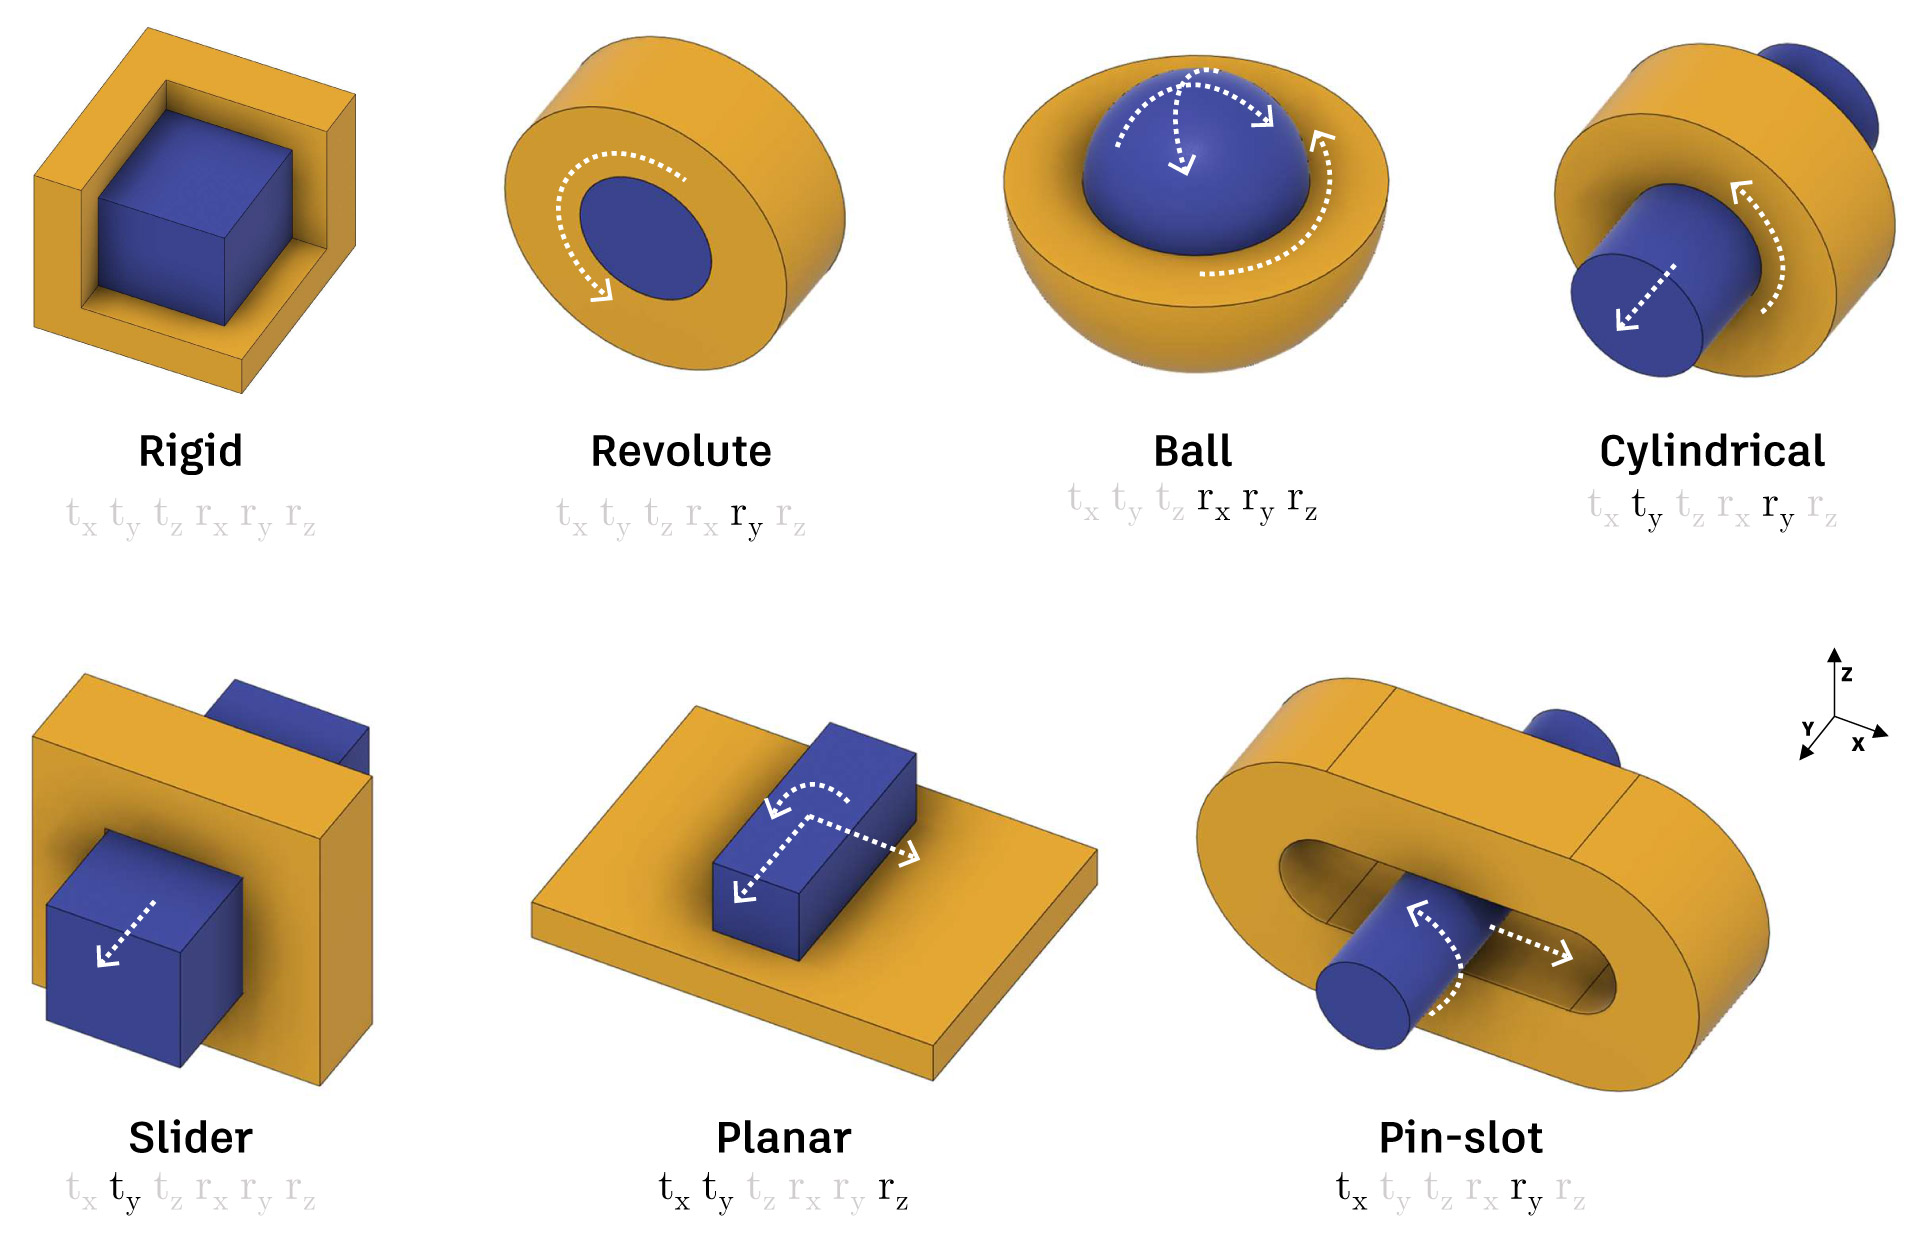 Rigid Revolute Ball Cylindrical
t_x t_y t_z r_x r_y r_z t_x t_y t_z r_x r_y r_z t_x t_y t_z r_x r_y r_z t_x t_y t_z r_x r_y r_z
Z
Y
X
Slider Planar Pin-slot
t_x t_y t_z r_x r_y r_z t_x t_y t_z r_x r_y r_z t_x t_y t_z r_x r_y r_z